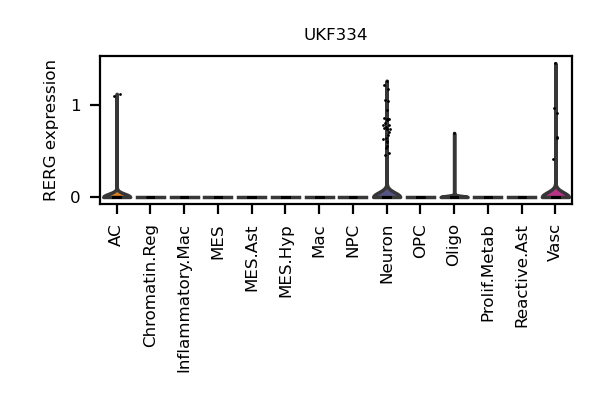 UKF334
RERG expression
1
0
AC
Chromatin.Reg
Inflammatory.Mac
MES
MES.Ast
MES.Hyp
Mac
NPC
Neuron
OPC
Oligo
Prolif.Metab
Reactive.Ast
Vasc